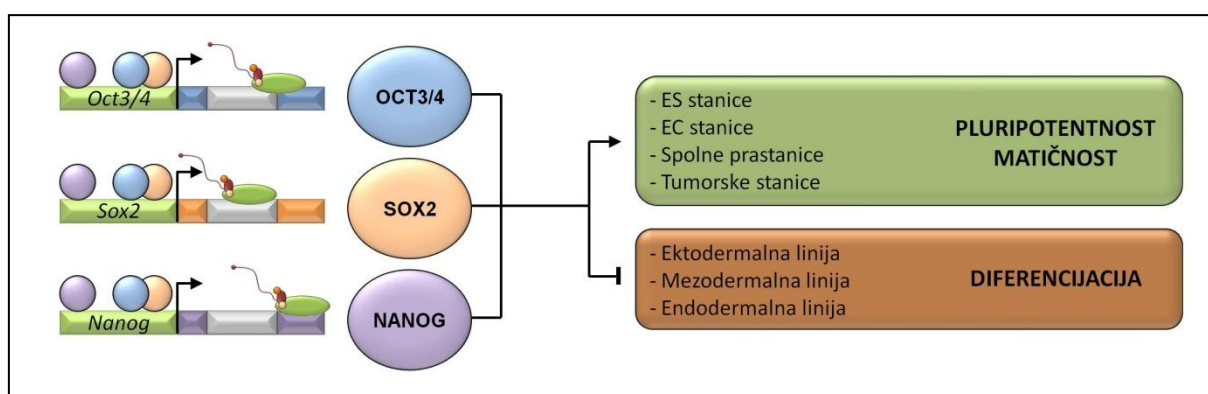 Oct3/4
OCT3/4
Sox2
SOX2
Nanog
NANOG
- ES stanice
- EC stanice
- Spolne prastanice
- Tumorske stanice
PLURIPOTENTNOST
MATIČNOST
- Ektodermalna linija
- Mezodermalna linija
- Endodermalna linija
DIFERENCIJACIJA